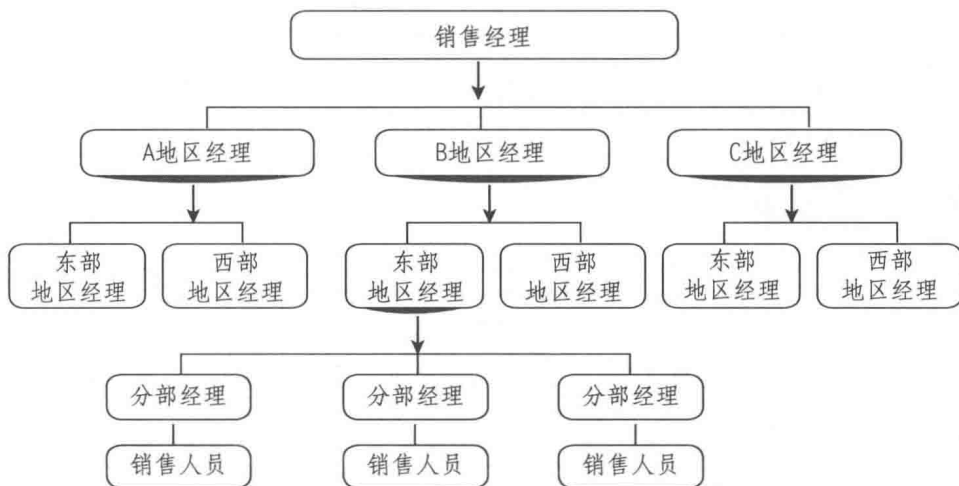 销售经理
A地区经理
B地区经理
C地区经理
东部
地区经理
西部
地区经理
东部
地区经理
西部
地区经理
东部
地区经理
西部
地区经理
分部经理
分部经理
分部经理
销售人员
销售人员
销售人员